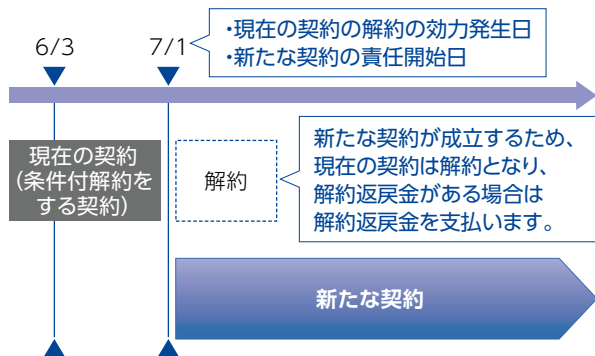 6/3
7/1
・現在の契約の解約の効力発生日
・新たな契約の責任開始日
現在の契約
(条件付解約を
する契約)
解約
新たな契約が成立するため、
現在の契約は解約となり、
解約返戻金がある場合は
解約返戻金を支払います。
新たな契約